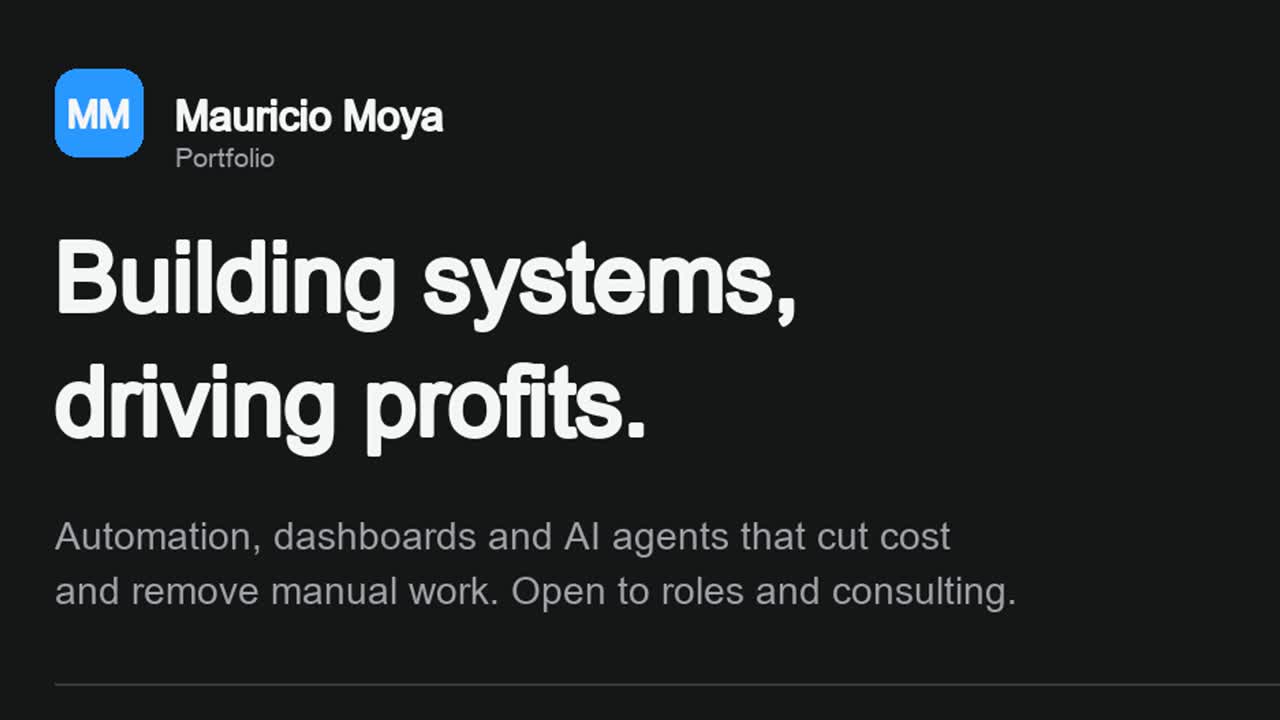 MM
Mauricio Moya
Portfolio
Building systems,
driving profits.
Automation, dashboards and AI agents that cut cost
and remove manual work. Open to roles and consulting.